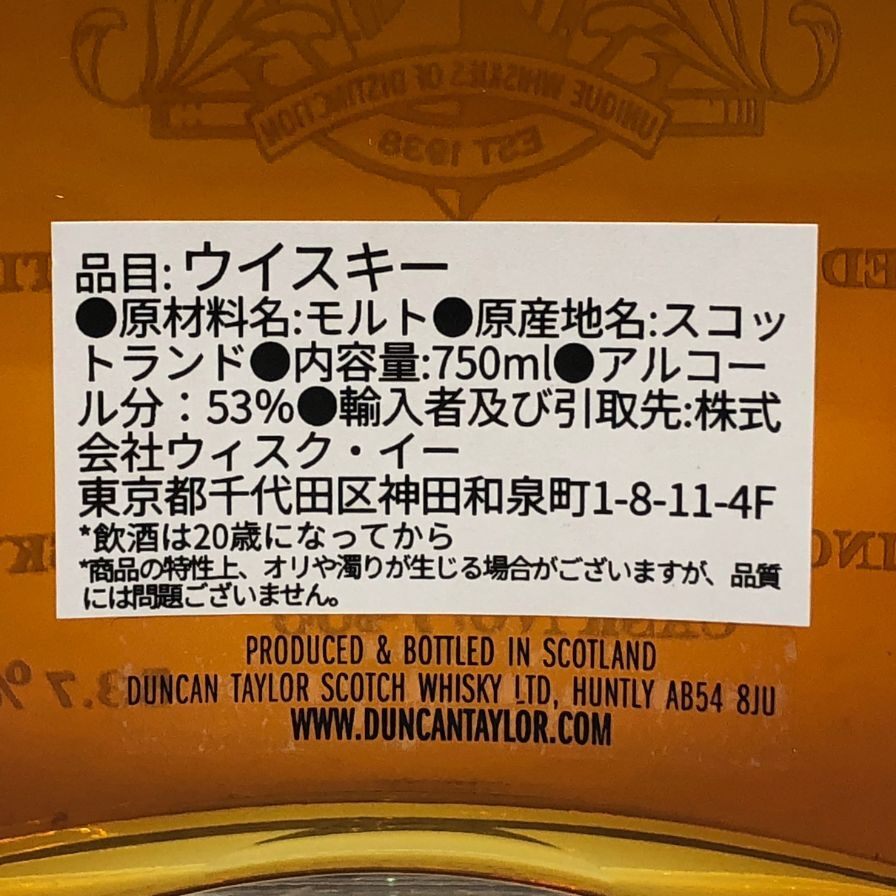 UNIQUE WHISKIES OF DISTINCTION
EST 1938
品目: ウイスキー
●原材料名:モルト●原産地名:スコッ
トランド●内容量:750ml●アルコー
ル分：53%●輸入者及び引取先:株式
会社ウィスク・イー
東京都千代田区神田和泉町1-8-11-4F
*飲酒は20歳になってから
*商品の特性上、オリや濁りが生じる場合がございますが、品質
には問題ございません。
PRODUCED & BOTTLED IN SCOTLAND
DUNCAN TAYLOR SCOTCH WHISKY LTD, HUNTLY AB54 8JU
WWW.DUNCANTAYLOR.COM